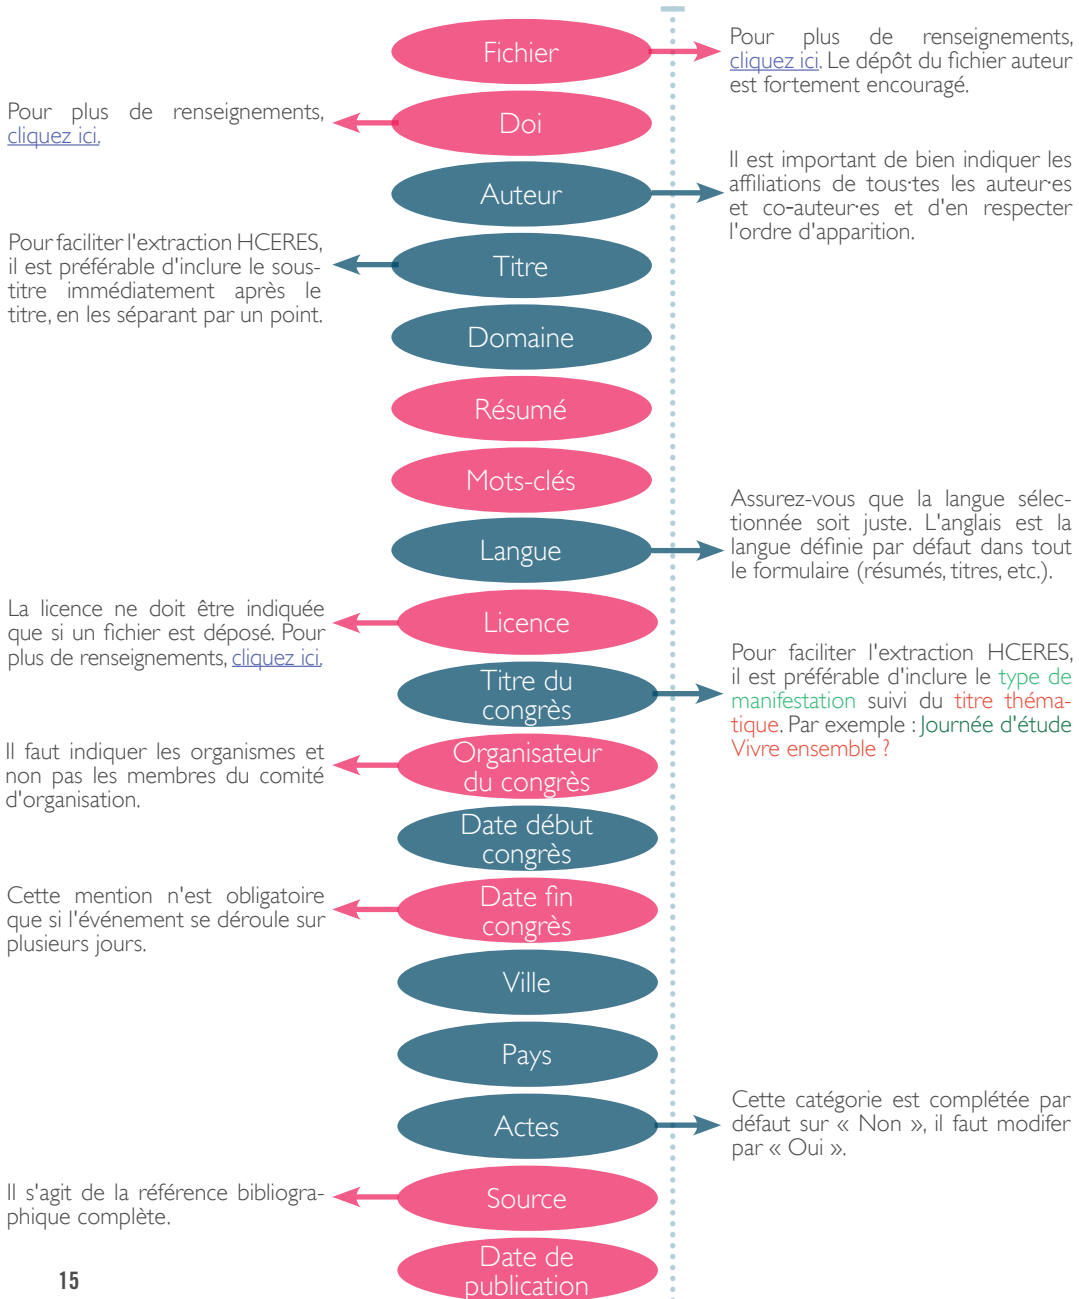 Fichier
Pour plus de renseignements,
cliquez ici. Le dépôt du fichier auteur
est fortement encouragé.
Pour plus de renseignements,
cliquez ici.
Doi
Auteur
Il est important de bien indiquer les
affiliations de tous·tes les auteur·es
et co-auteur·es et d'en respecter
l'ordre d'apparition.
Pour faciliter l'extraction HCERES,
il est préférable d'inclure le sous-
titre immédiatement après le
titre, en les séparant par un point.
Titre
Domaine
Résumé
Mots-clés
Langue
Assurez-vous que la langue sélec-
tionnée soit juste. L'anglais est la
langue définie par défaut dans tout
le formulaire (résumés, titres, etc.).
La licence ne doit être indiquée
que si un fichier est déposé. Pour
plus de renseignements, cliquez ici.
Licence
Titre du
congrès
Pour faciliter l'extraction HCERES,
il est préférable d'inclure le type de
manifestation suivi du titre théma-
tique. Par exemple : Journée d'étude
Vivre ensemble ?
Il faut indiquer les organismes et
non pas les membres du comité
d'organisation.
Organisateur
du congrès
Date début
congrès
Cette mention n'est obligatoire
que si l'événement se déroule sur
plusieurs jours.
Date fin
congrès
Ville
Pays
Actes
Cette catégorie est complétée par
défaut sur « Non », il faut modifer
par « Oui ».
Il s'agit de la référence bibliogra-
phique complète.
Source
Date de
publication
15